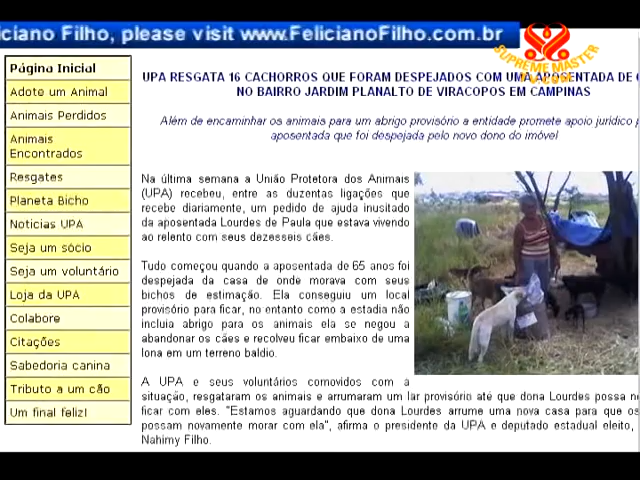 iciano Filho, please visit www.FelicianoFilho.com.br
SUPREME MASTER
Página Inicial
Adote um Animal
Animais Perdidos
Animais
Encontrados
Resgates
Planeta Bicho
Noticias UPA
Seja um sócio
Seja um voluntário
Loja da UPA
Colabore
Citações
Sabedoria canina
Tributo a um cão
Um final feliz!
UPA RESGATA 16 CACHORROS QUE FORAM DESPEJADOS COM UMA APOSENTADA DE
NO BAIRRO JARDIM PLANALTO DE VIRACOPOS EM CAMPINAS
Além de encaminhar os animais para um abrigo provisório a entidade promete apoio jurídico
aposentada que foi despejada pelo novo dono do imóvel
Na última semana a União Protetora dos Animais
(UPA) recebeu, entre as duzentas ligações que
recebe diariamente, um pedido de ajuda inusitado
da aposentada Lourdes de Paula que estava vivendo
ao relento com seus dezesseis cães.
Tudo começou quando a aposentada de 65 anos foi
despejada da casa de onde morava com seus
bichos de estimação. Ela conseguiu um local
provisório para ficar, no entanto como a estadia não
incluia abrigo para os animais ela se negou a
abandonar os cães e recolveu ficar embaixo de uma
lona em um terreno baldio.
A UPA e seus voluntários comovidos com a
situação, resgataram os animais e arrumaram um lar provisório até que dona Lourdes possa
ficar com eles. "Estamos aguardando que dona Lourdes arrume uma nova casa para que os
possam novamente morar com ela", afirma o presidente da UPA e deputado estadual eleito,
Nahimy Filho.